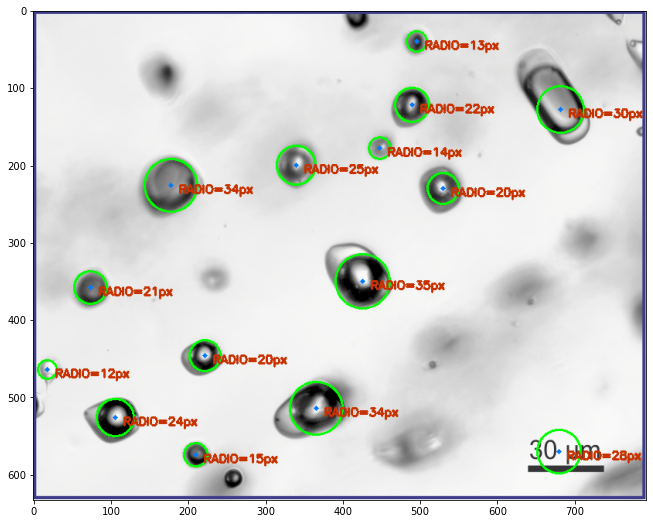 0
RADIO=13px
100
RADIO=22px
RADIO=30px
RADIO=14px
200
RADIO=25px
RADIO=34px
RADIO=20px
300
RADIO=35px
RADIO=21px
400
RADIO=20px
RADIO=12px
500
RADIO=34px
RADIO=24px
30 µm
RADIO=28px
RADIO=15px
600
0 100 200 300 400 500 600 700